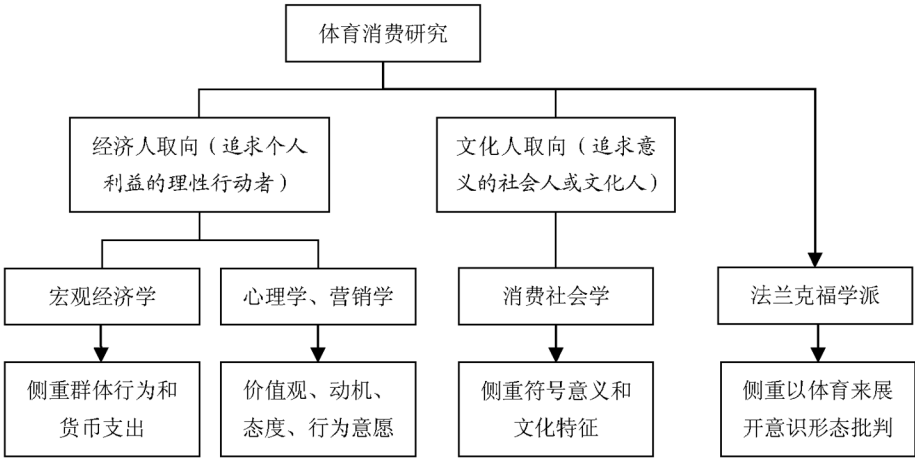 体育消费研究
经济人取向（追求个人
利益的理性行动者）
文化人取向（追求意
义的社会人或文化人）
宏观经济学
心理学、营销学
消费社会学
法兰克福学派
侧重群体行为和
货币支出
价值观、动机、
态度、行为意愿
侧重符号意义和
文化特征
侧重以体育来展
开意识形态批判